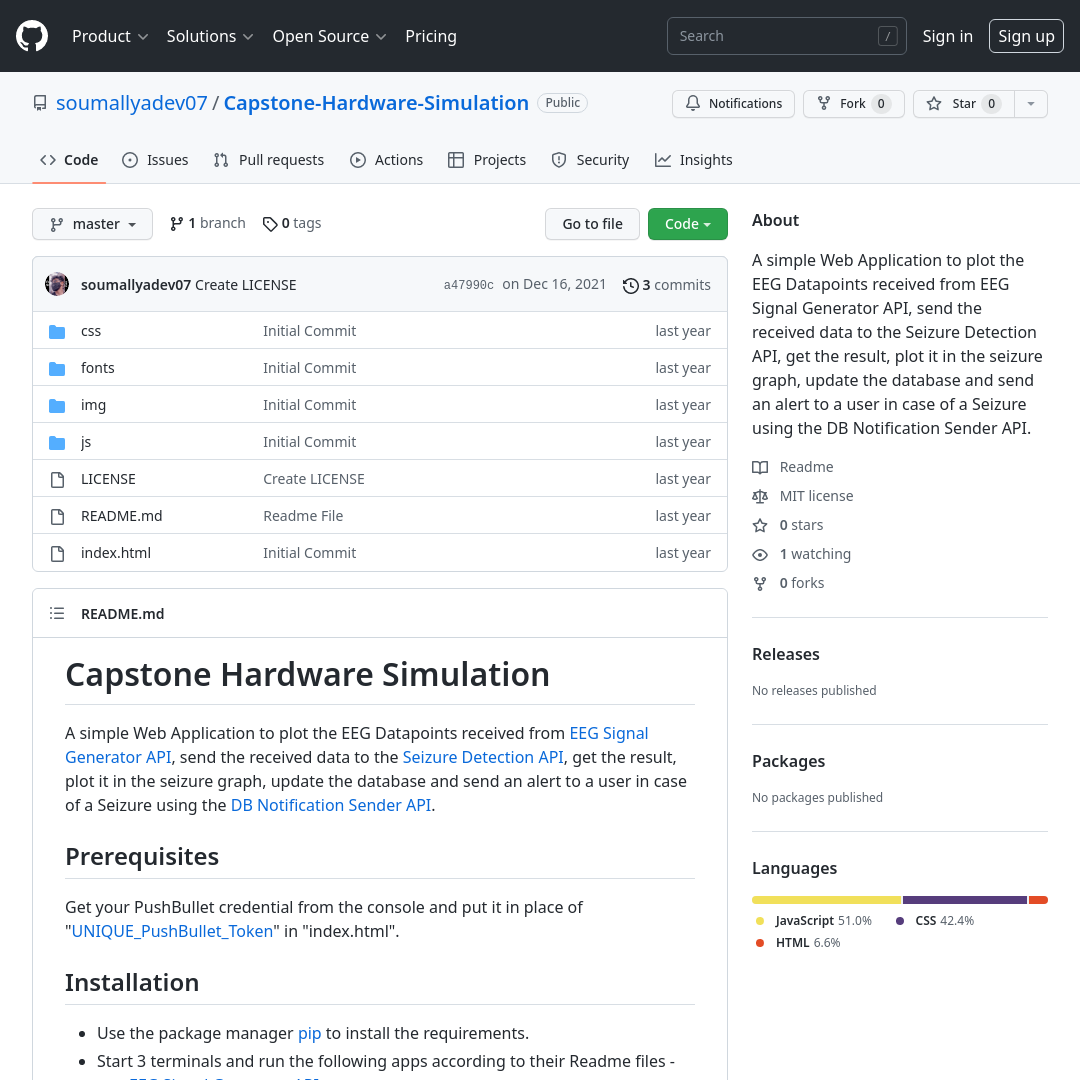 Product Solutions Open Source Pricing Search / Sign in Sign up
soumallyadev07 / Capstone-Hardware-Simulation Public Notifications Fork 0 Star 0
Code Issues Pull requests Actions Projects Security Insights
master 1 branch 0 tags Go to file Code
soumallyadev07 Create LICENSE a47990c on Dec 16, 2021 3 commits
css Initial Commit last year
fonts Initial Commit last year
img Initial Commit last year
js Initial Commit last year
LICENSE Create LICENSE last year
README.md Readme File last year
index.html Initial Commit last year
README.md
Capstone Hardware Simulation
A simple Web Application to plot the EEG Datapoints received from EEG Signal
Generator API, send the received data to the Seizure Detection API, get the result,
plot it in the seizure graph, update the database and send an alert to a user in case
of a Seizure using the DB Notification Sender API.
Prerequisites
Get your PushBullet credential from the console and put it in place of
"UNIQUE_PushBullet_Token" in "index.html".
Installation
Use the package manager pip to install the requirements.
Start 3 terminals and run the following apps according to their Readme files -
About
A simple Web Application to plot the
EEG Datapoints received from EEG
Signal Generator API, send the
received data to the Seizure Detection
API, get the result, plot it in the seizure
graph, update the database and send
an alert to a user in case of a Seizure
using the DB Notification Sender API.
Readme
MIT license
0 stars
1 watching
0 forks
Releases
No releases published
Packages
No packages published
Languages
JavaScript 51.0% CSS 42.4%
HTML 6.6%